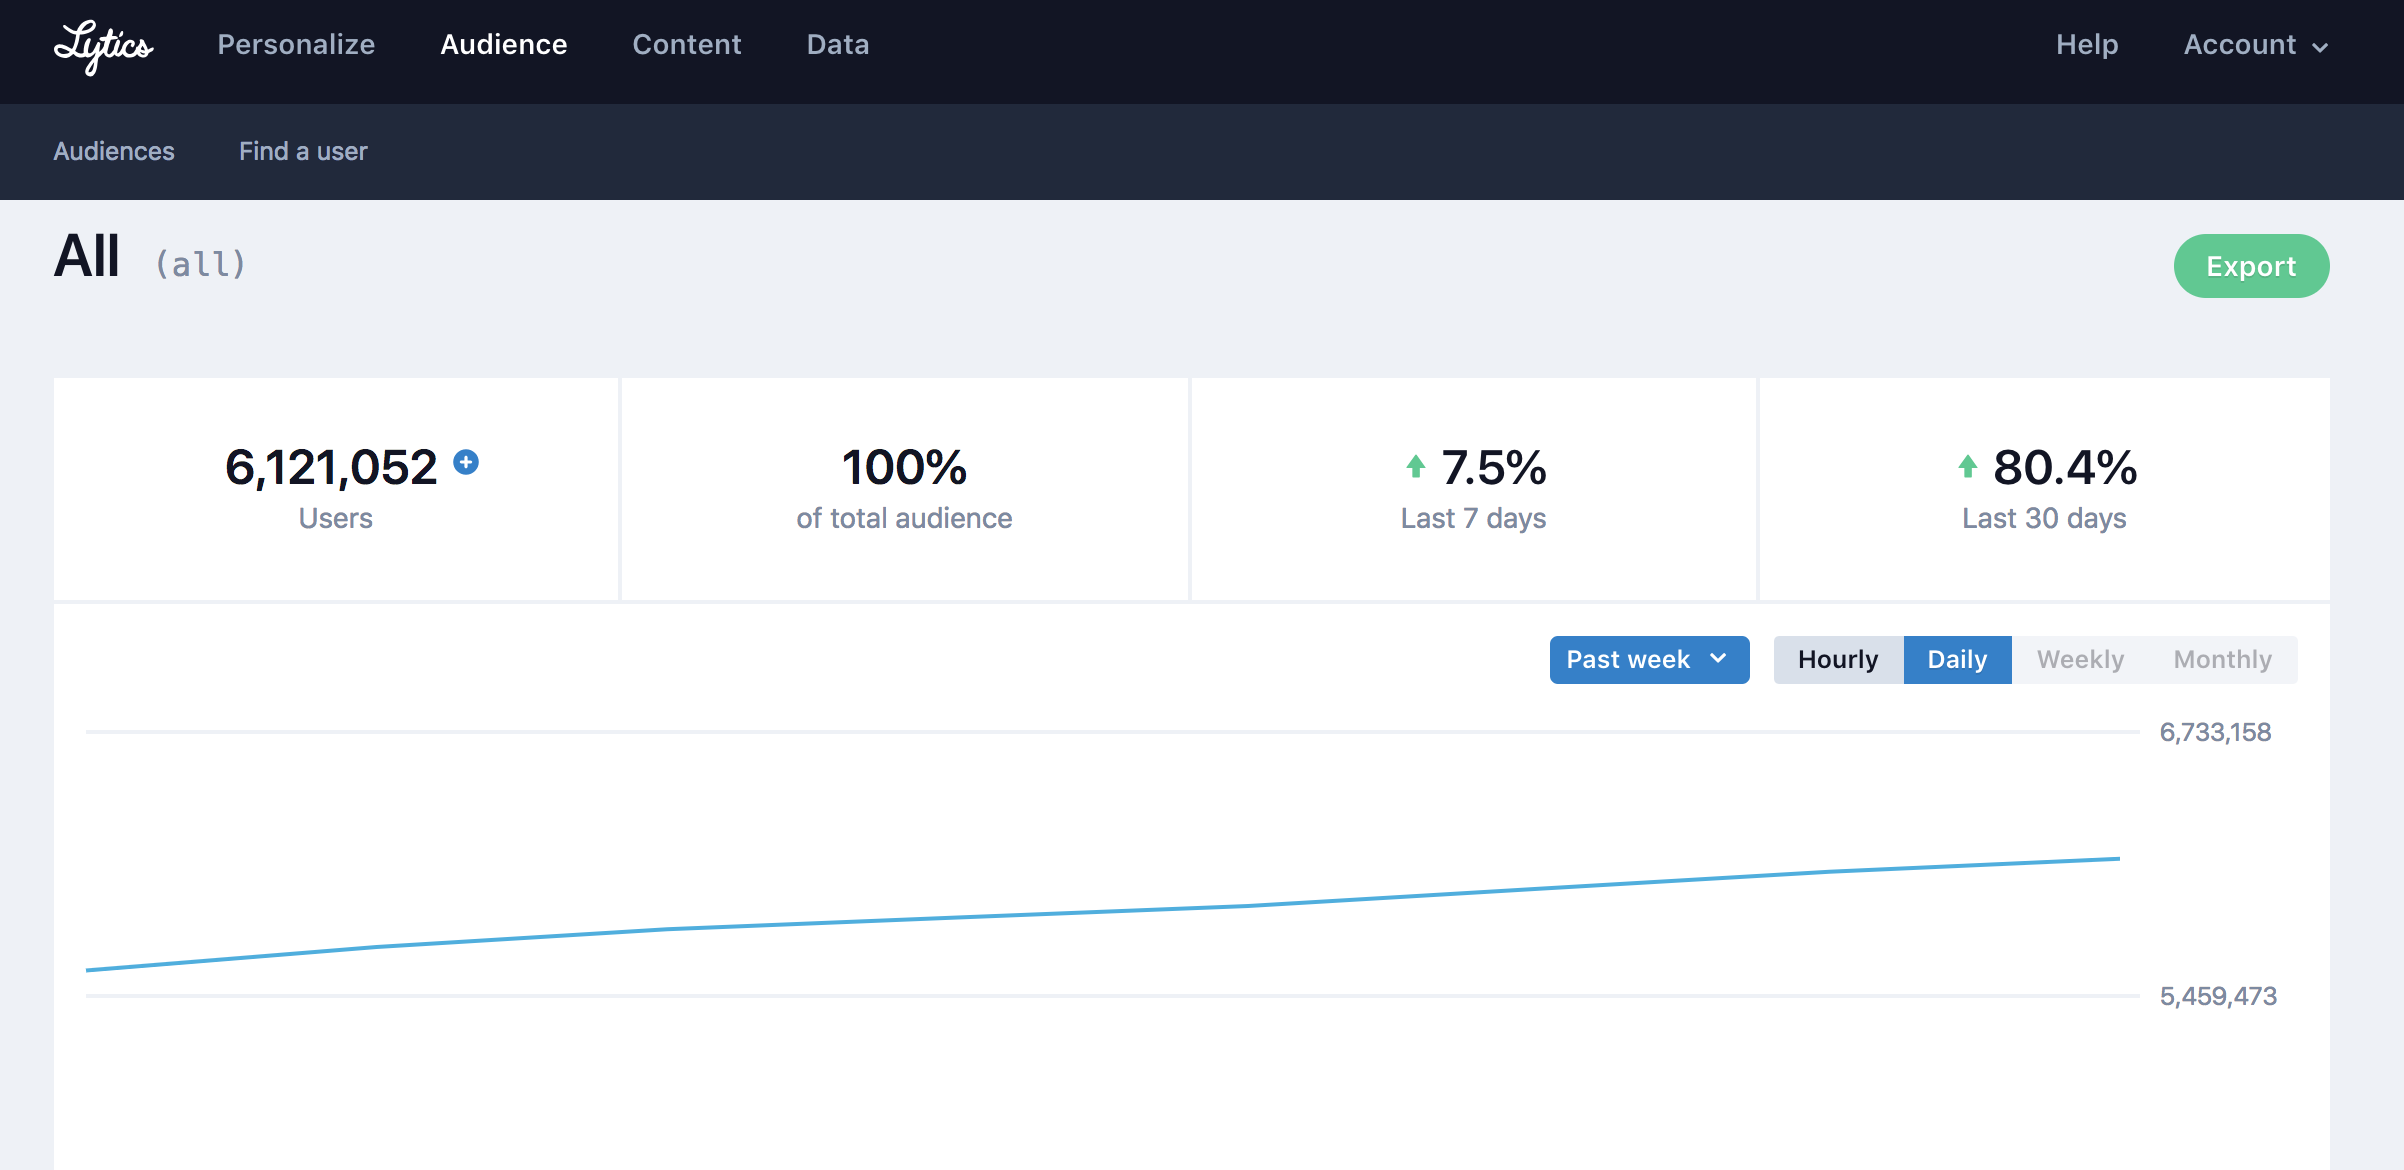 Lytics Personalize Audience Content Data Help Account
Audiences Find a user
All (all) Export
6,121,052 100% 7.5% 80.4%
Users of total audience Last 7 days Last 30 days
Past week Hourly Daily Weekly Monthly
6,733,158
5,459,473